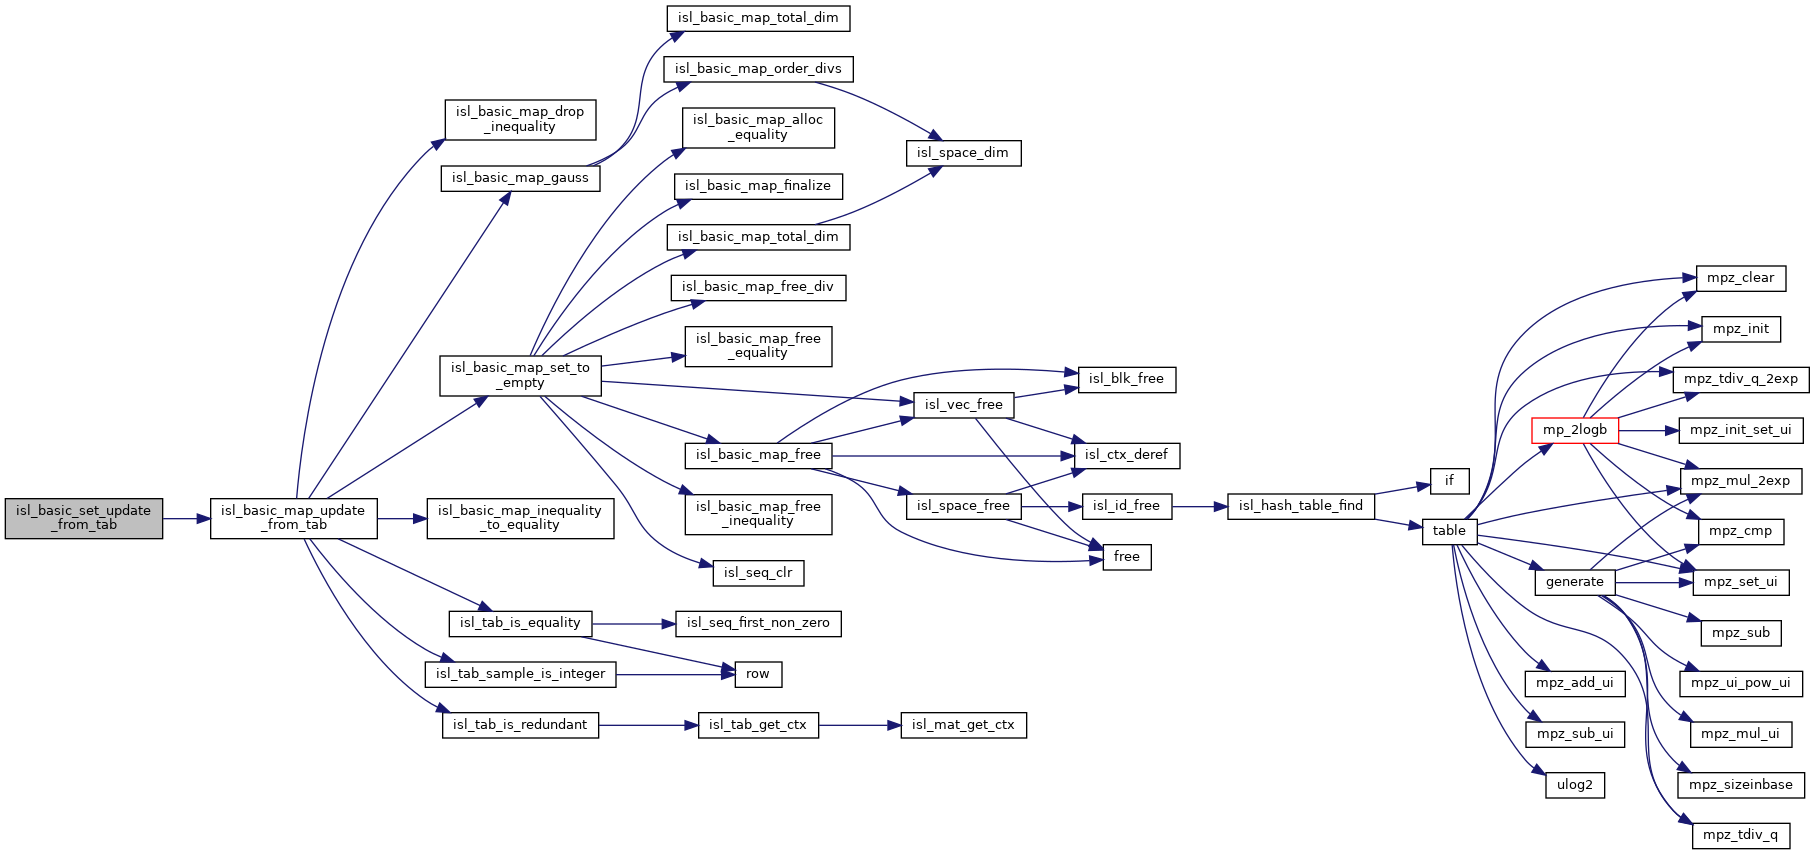 isl_basic_set_update
_from_tab
isl_basic_map_update
_from_tab
isl_basic_map_drop
_inequality
isl_basic_map_gauss
isl_basic_map_set_to
_empty
isl_basic_map_inequality
_to_equality
isl_tab_is_equality
isl_tab_sample_is_integer
isl_tab_is_redundant
isl_basic_map_total_dim
isl_basic_map_order_divs
isl_basic_map_alloc
_equality
isl_basic_map_finalize
isl_basic_map_total_dim
isl_basic_map_free_div
isl_basic_map_free
_equality
isl_basic_map_free
isl_basic_map_free
_inequality
isl_seq_clr
isl_seq_first_non_zero
row
isl_tab_get_ctx
isl_space_dim
isl_vec_free
isl_space_free
isl_mat_get_ctx
isl_blk_free
isl_ctx_deref
isl_id_free
free
isl_hash_table_find
if
table
mp_2logb
generate
mpz_add_ui
mpz_sub_ui
ulog2
mpz_clear
mpz_init
mpz_tdiv_q_2exp
mpz_init_set_ui
mpz_mul_2exp
mpz_cmp
mpz_set_ui
mpz_sub
mpz_ui_pow_ui
mpz_mul_ui
mpz_sizeinbase
mpz_tdiv_q